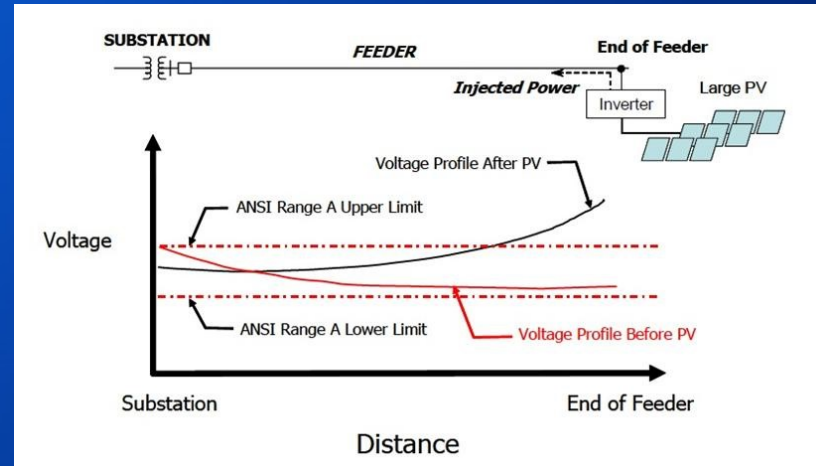 SUBSTATION
FEEDER
End of Feeder
Injected Power
Inverter
Large PV
Voltage Profile After PV
ANSI Range A Upper Limit
Voltage
ANSI Range A Lower Limit
Voltage Profile Before PV
Substation
End of Feeder
Distance